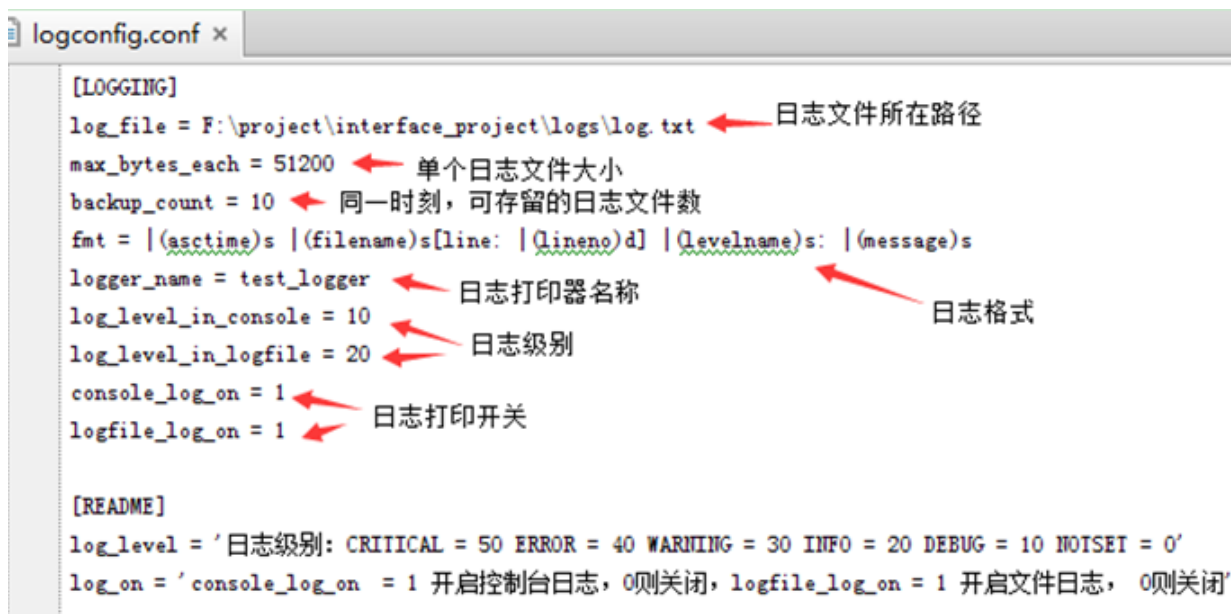 logconfig.conf ×
[LOGGING]
log_file = F:\project\interface_project\logs\log.txt 日志文件所在路径
max_bytes_each = 51200 单个日志文件大小
backup_count = 10 同一时刻，可存留的日志文件数
fmt = |(asctime)s |(filename)s[line: |(lineno)d] |(levelname)s: |(message)s
logger_name = test_logger 日志打印器名称
日志格式
log_level_in_console = 10
日志级别
log_level_in_logfile = 20
console_log_on = 1
日志打印开关
logfile_log_on = 1
[README]
log_level = '日志级别: CRITICAL = 50 ERROR = 40 WARNING = 30 INFO = 20 DEBUG = 10 NOTSET = 0'
log_on = 'console_log_on  = 1 开启控制台日志，0则关闭，logfile_log_on = 1 开启文件日志， 0则关闭'